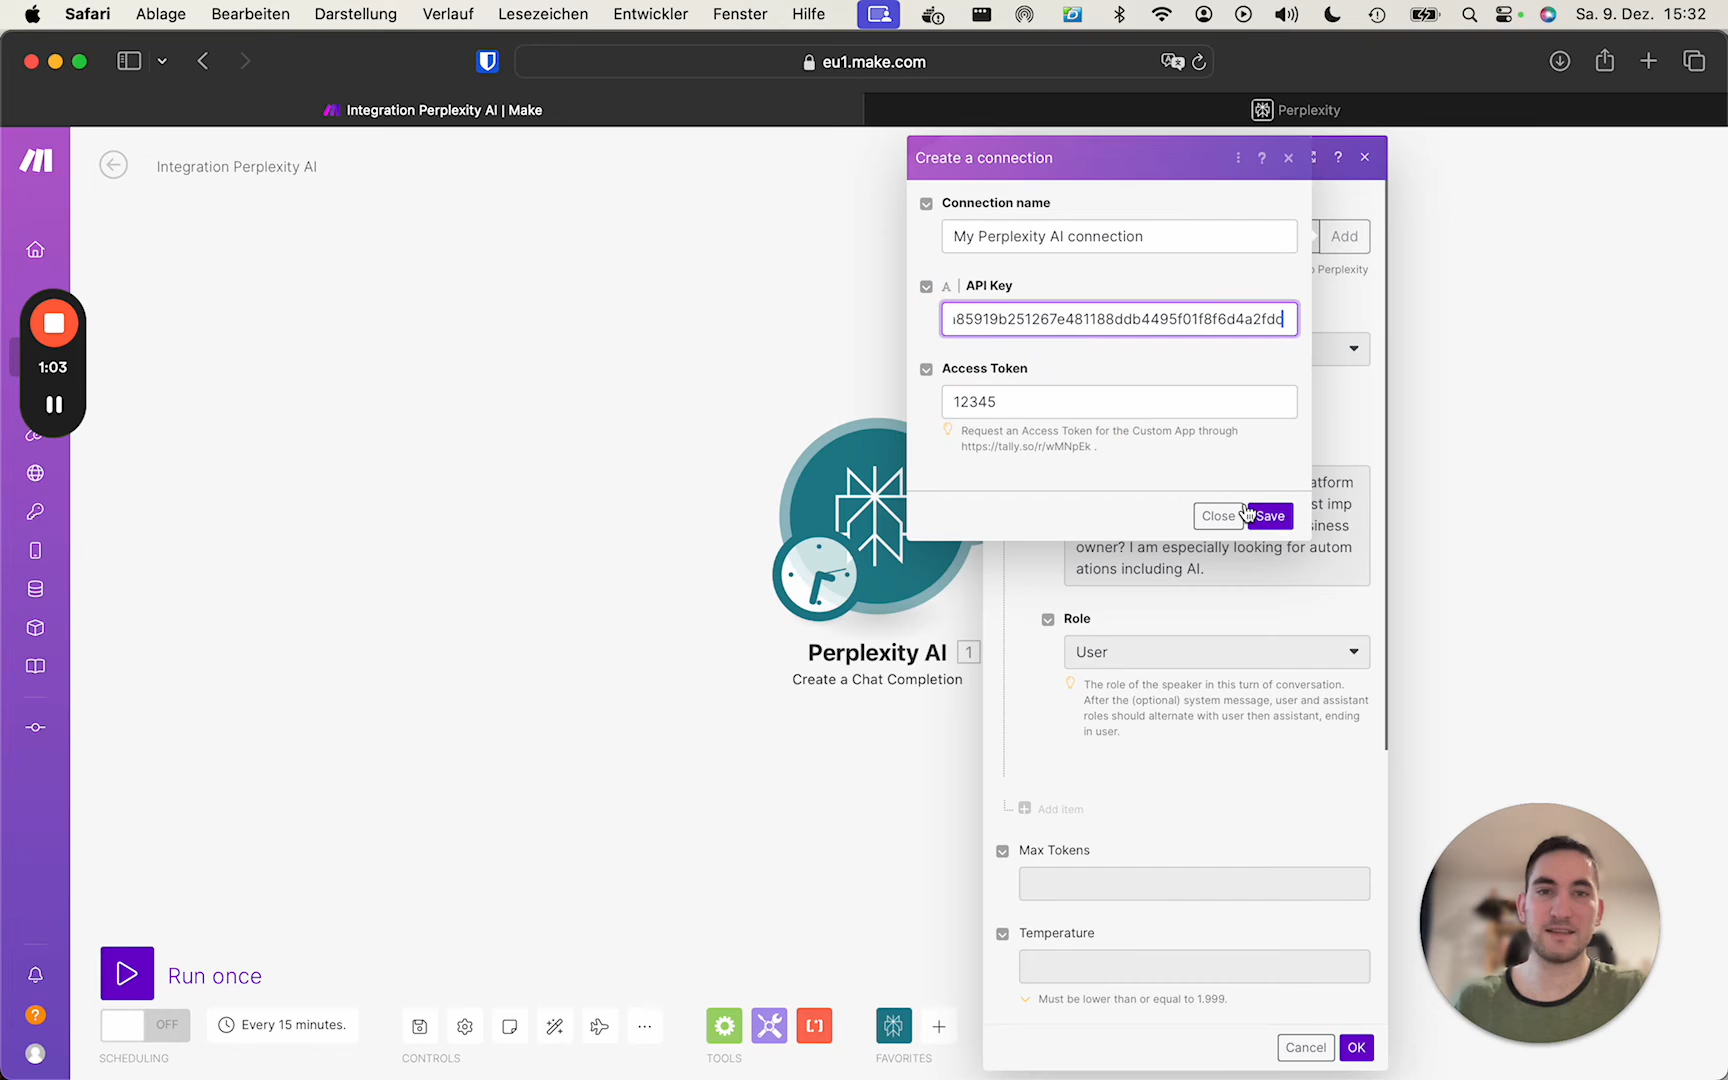 Safari Ablage Bearbeiten Darstellung Verlauf Lesezeichen Entwickler Fenster Hilfe Sa. 9. Dez. 15:32
eu1.make.com
Integration Perplexity AI | Make
Perplexity
Integration Perplexity AI
Create a connection
Connection name
My Perplexity AI connection
Add
Perplexity
A | API Key
85919b251267e481188ddb4495f01f8f6d4a2fdc
1:03
Access Token
12345
Request an Access Token for the Custom App through
https://tally.so/r/wMNpEk .
Close
Save
atform
st imp
siness
owner? I am especially looking for autom
ations including AI.
Role
User
The role of the speaker in this turn of conversation.
After the (optional) system message, user and assistant
roles should alternate with user then assistant, ending
in user.
Perplexity AI 1
Create a Chat Completion
Add item
Max Tokens
Temperature
Must be lower than or equal to 1.999.
Cancel
OK
Run once
OFF
Every 15 minutes.
SCHEDULING
CONTROLS
TOOLS
FAVORITES